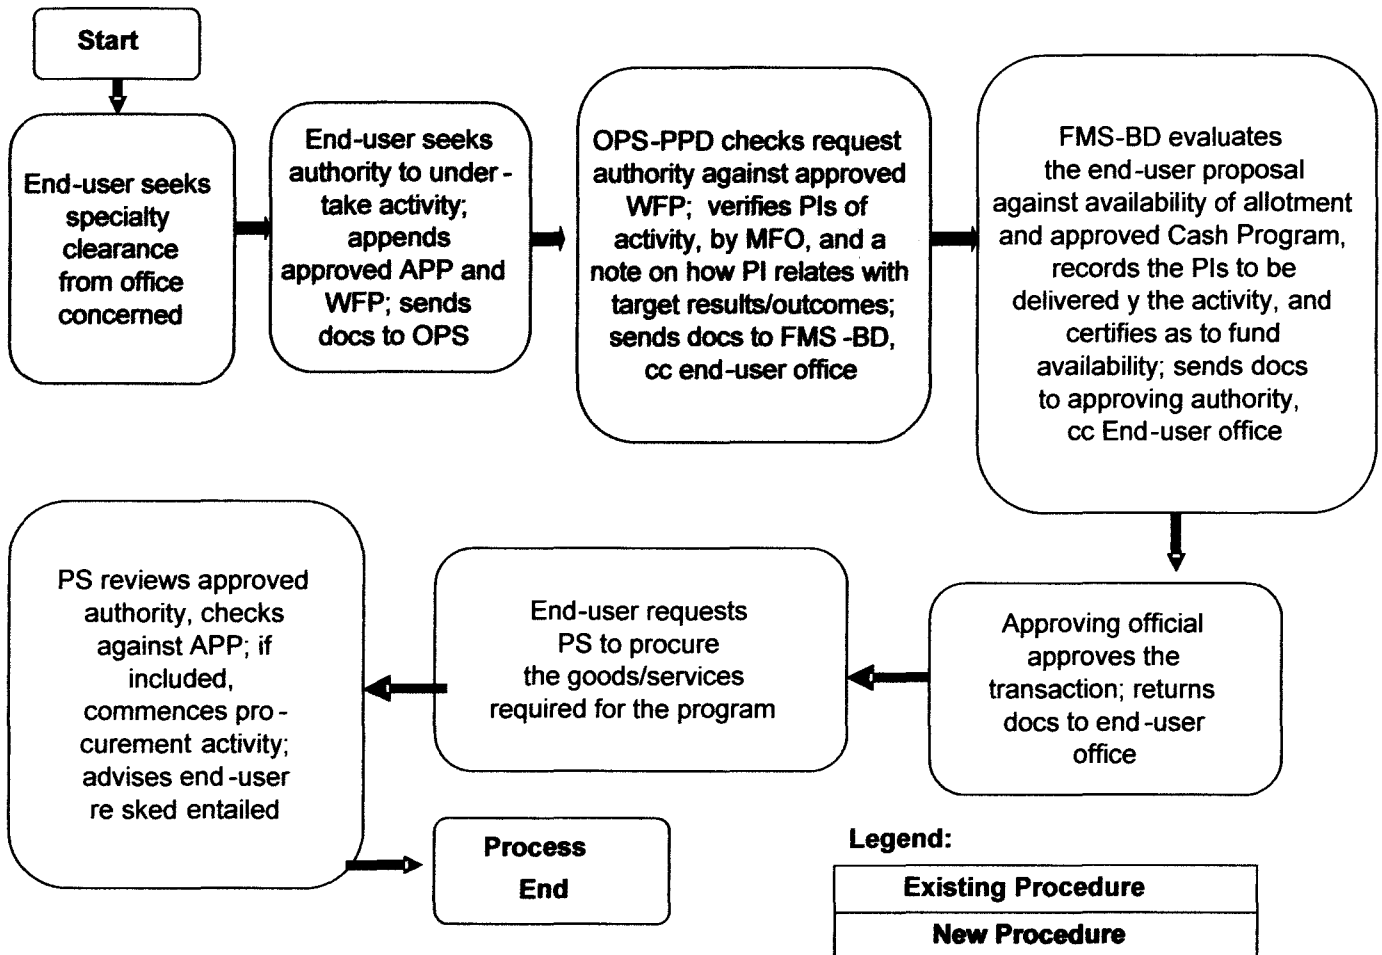 Start
End-user seeks
specialty
clearance
from office
concerned
End-user seeks
authority to under-
take activity;
appends
approved APP and
WFP; sends
docs to OPS
OPS-PPD checks request
authority against approved
WFP; verifies PIs of
activity, by MFO, and a
note on how PI relates with
target results/outcomes;
sends docs to FMS-BD,
cc end-user office
FMS-BD evaluates
the end-user proposal
against availability of allotment
and approved Cash Program,
records the PIs to be
delivered y the activity, and
certifies as to fund
availability; sends docs
to approving authority,
cc End-user office
Approving official
approves the
transaction; returns
docs to end-user
office
End-user requests
PS to procure
the goods/services
required for the program
PS reviews approved
authority, checks
against APP; if
included,
commences pro-
curement activity;
advises end-user
re sked entailed
Process
End
Legend:
Existing Procedure
New Procedure